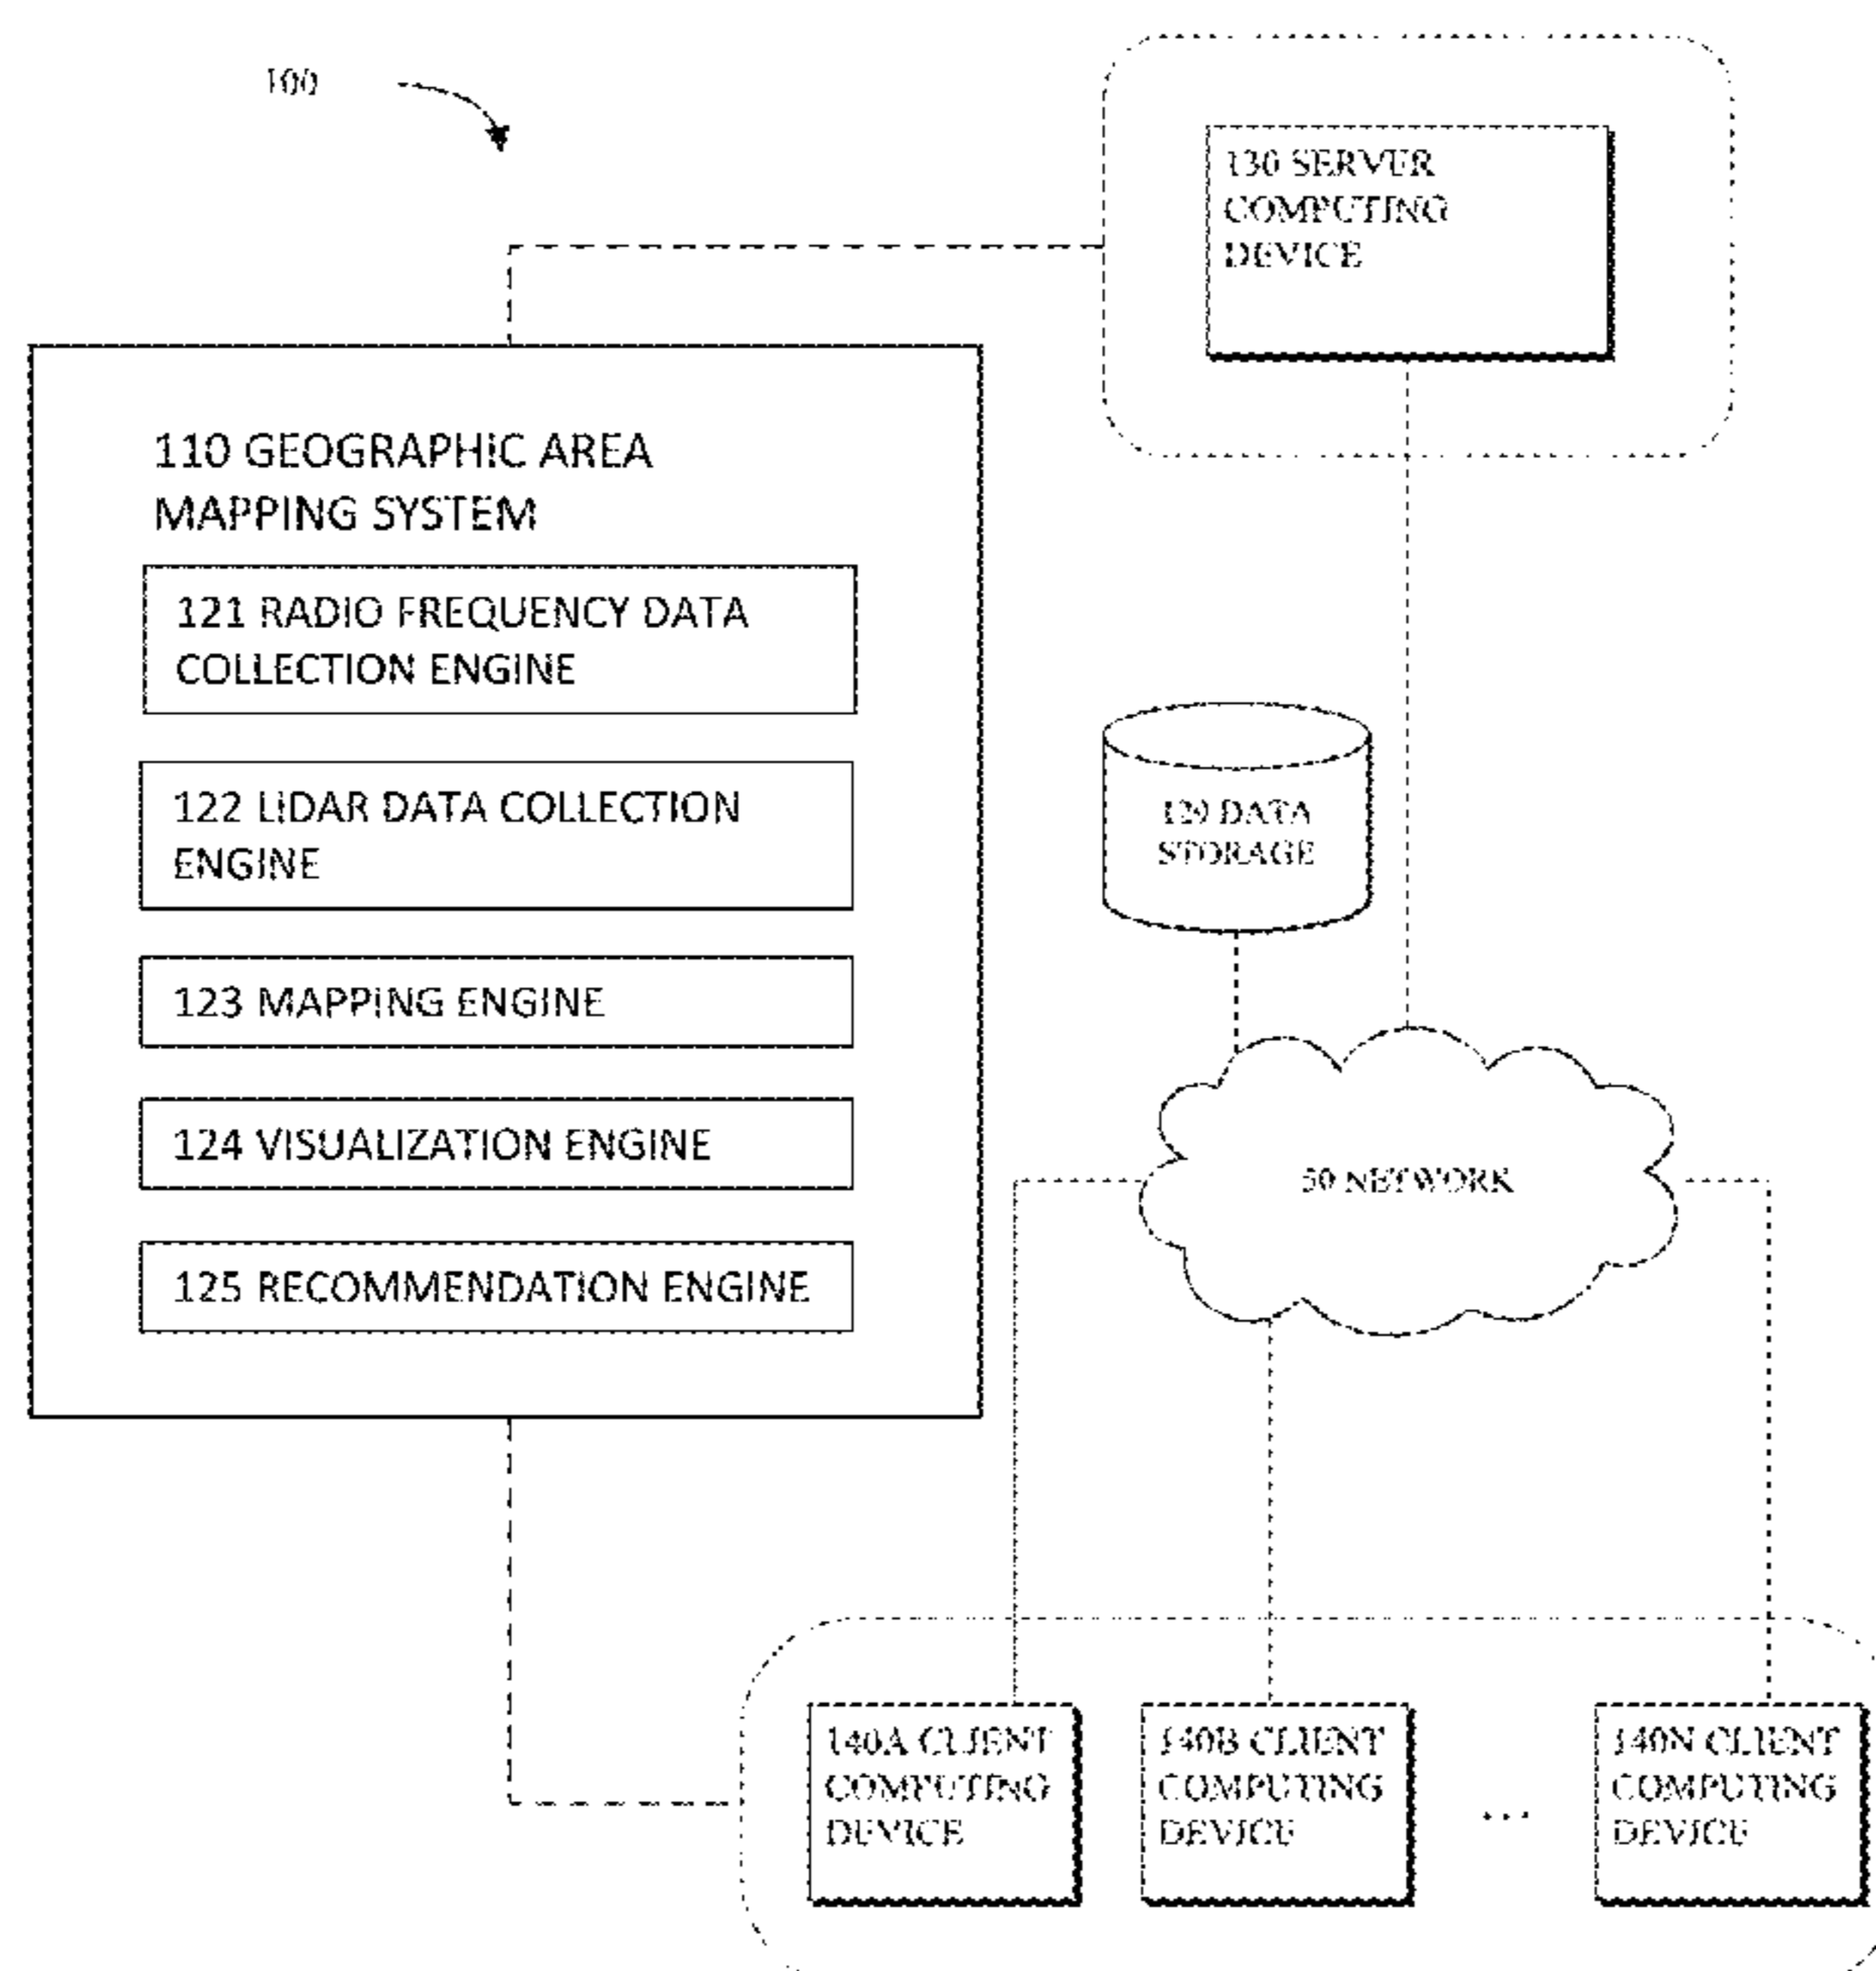 100
130 SERVER
COMPUTING
DEVICE
110 GEOGRAPHIC AREA
MAPPING SYSTEM
121 RADIO FREQUENCY DATA
COLLECTION ENGINE
122 LIDAR DATA COLLECTION
ENGINE
123 MAPPING ENGINE
124 VISUALIZATION ENGINE
125 RECOMMENDATION ENGINE
129 DATA
STORAGE
50 NETWORK
140A CLIENT
COMPUTING
DEVICE
140B CLIENT
COMPUTING
DEVICE
...
140N CLIENT
COMPUTING
DEVICE